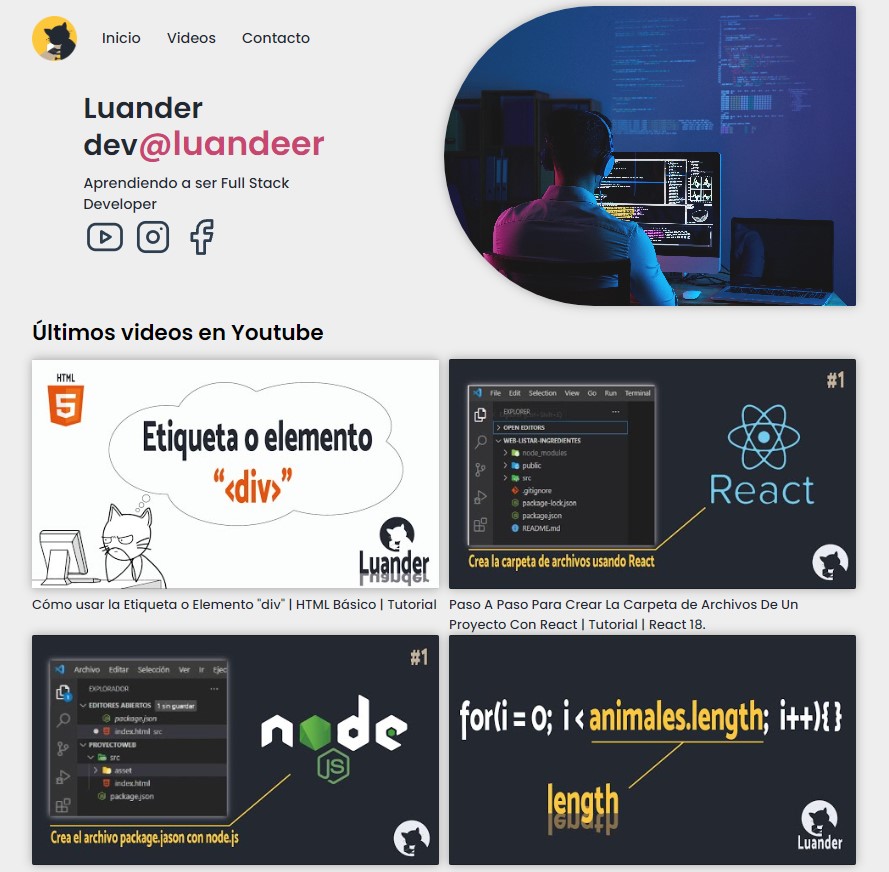 Inicio Videos Contacto
Luander
dev@luandeer
Aprendiendo a ser Full Stack
Developer
Últimos videos en Youtube
HTML
5
Etiqueta o elemento
“<div>”
Luander
#1
File Edit Selection View Go Run Terminal
EXPLORER
OPEN EDITORS
WEB-LISTAR-INGREDIENTES
node_modules
public
src
.gitignore
package-lock.json
package.json
README.md
React
Crea la carpeta de archivos usando React
Cómo usar la Etiqueta o Elemento "div" | HTML Básico | Tutorial
Paso A Paso Para Crear La Carpeta de Archivos De Un
Proyecto Con React | Tutorial | React 18.
#1
Archivo Editar Selección Ver Ir Ejec
EXPLORADOR
EDITORES ABIERTOS 1 sin guardar
package.json
index.html src
PROYECTOWEB
src
asset
index.html
package.json
node
JS
Crea el archivo package.jason con node.js
for(i = 0; i < animales.length; i++){ }
length
Luander